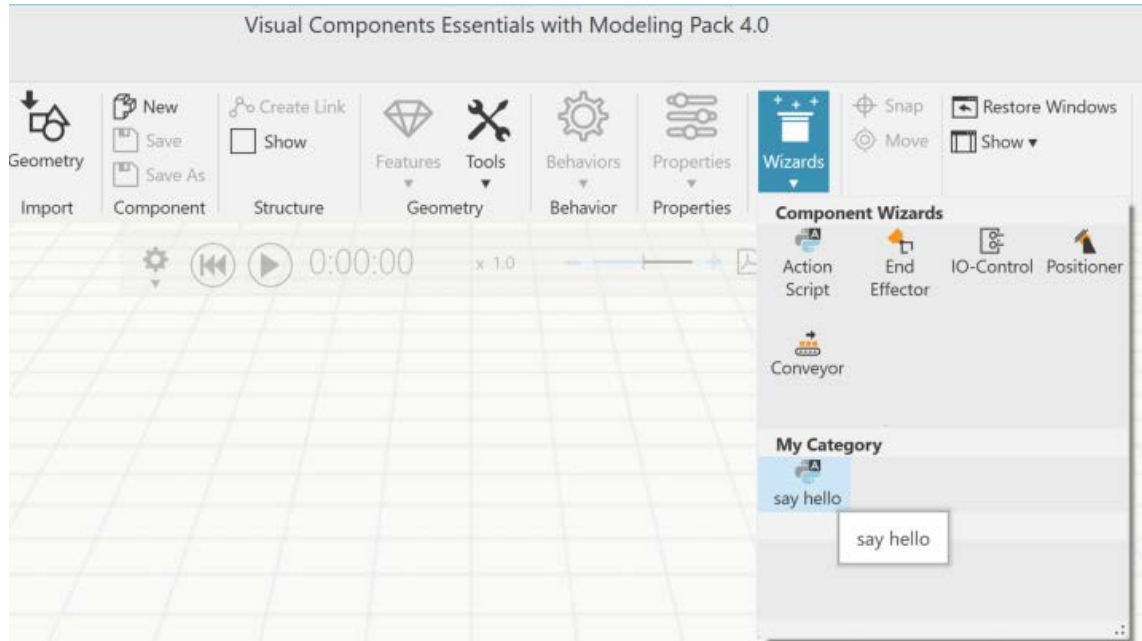 Visual Components Essentials with Modeling Pack 4.0
Geometry
Import
New
Save
Save As
Component
Create Link
Show
Structure
Features
Tools
Geometry
Behaviors
Behavior
Properties
Properties
Wizards
Snap
Move
Restore Windows
Show
0:00:00
x 1.0
Component Wizards
Action
Script
End
Effector
IO-Control
Positioner
Conveyor
My Category
say hello
say hello